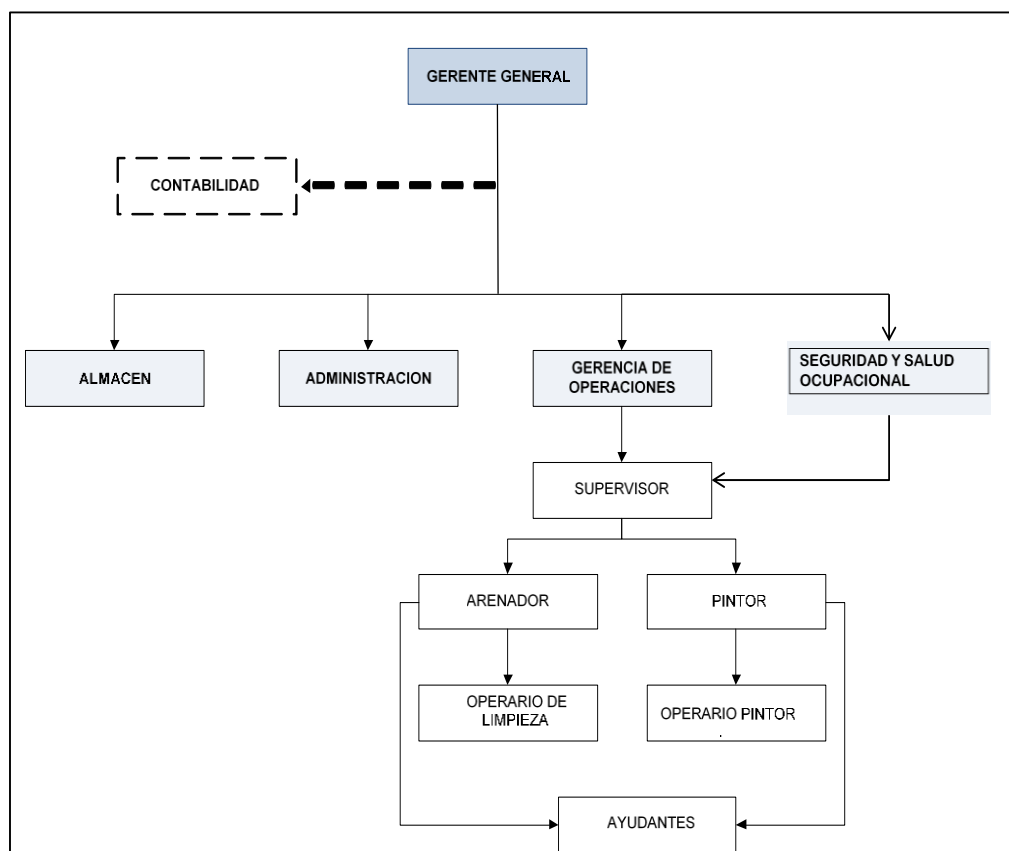 GERENTE GENERAL
CONTABILIDAD
ALMACEN
ADMINISTRACION
GERENCIA DE
OPERACIONES
SEGURIDAD Y SALUD
OCUPACIONAL
SUPERVISOR
ARENADOR
PINTOR
OPERARIO DE
LIMPIEZA
OPERARIO PINTOR
.
AYUDANTES